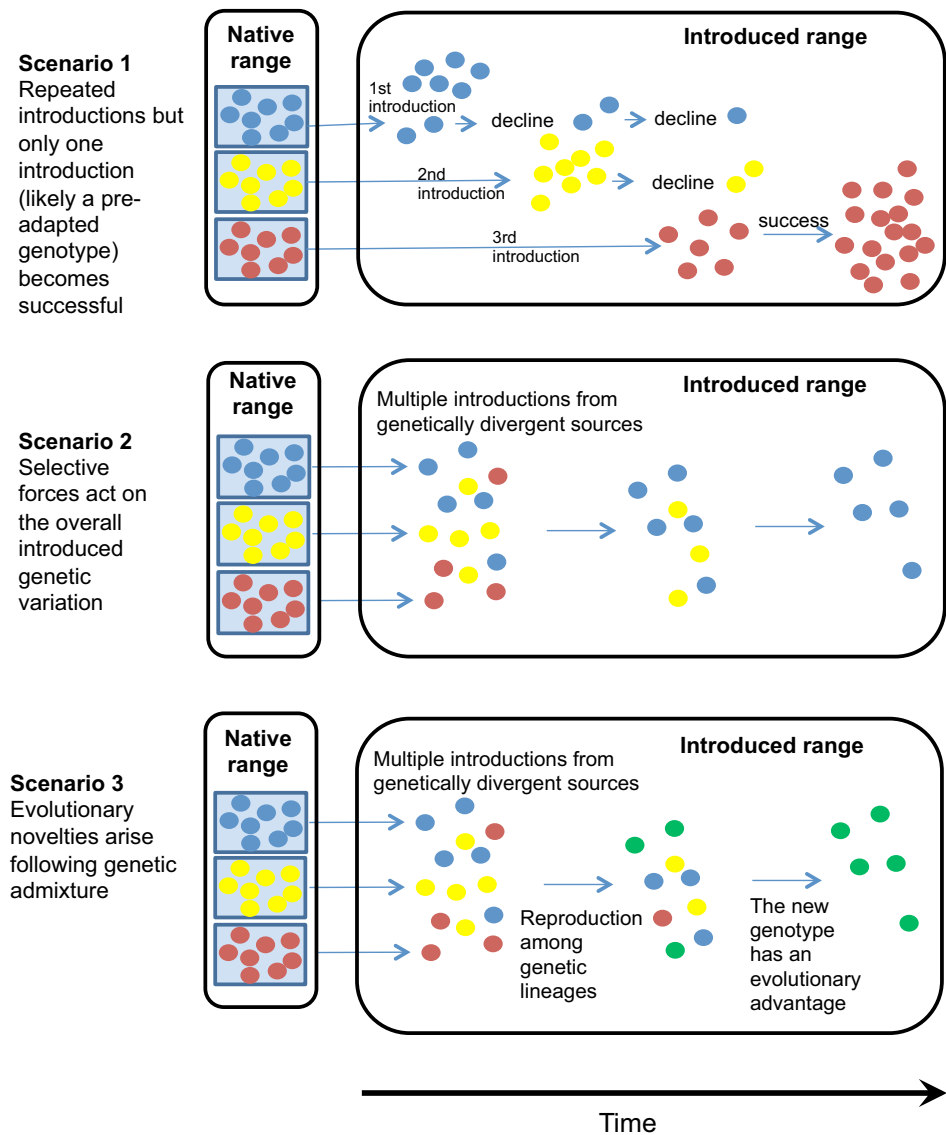 Scenario 1
Repeated
introductions but
only one
introduction
(likely a pre-
adapted
genotype)
becomes
successful
Native
range
Introduced range
1st
introduction
decline
decline
2nd
introduction
decline
3rd
introduction
success
Scenario 2
Selective
forces act on
the overall
introduced
genetic
variation
Native
range
Introduced range
Multiple introductions from
genetically divergent sources
Scenario 3
Evolutionary
novelties arise
following genetic
admixture
Native
range
Introduced range
Multiple introductions from
genetically divergent sources
Reproduction
among
genetic
lineages
The new
genotype
has an
evolutionary
advantage
Time